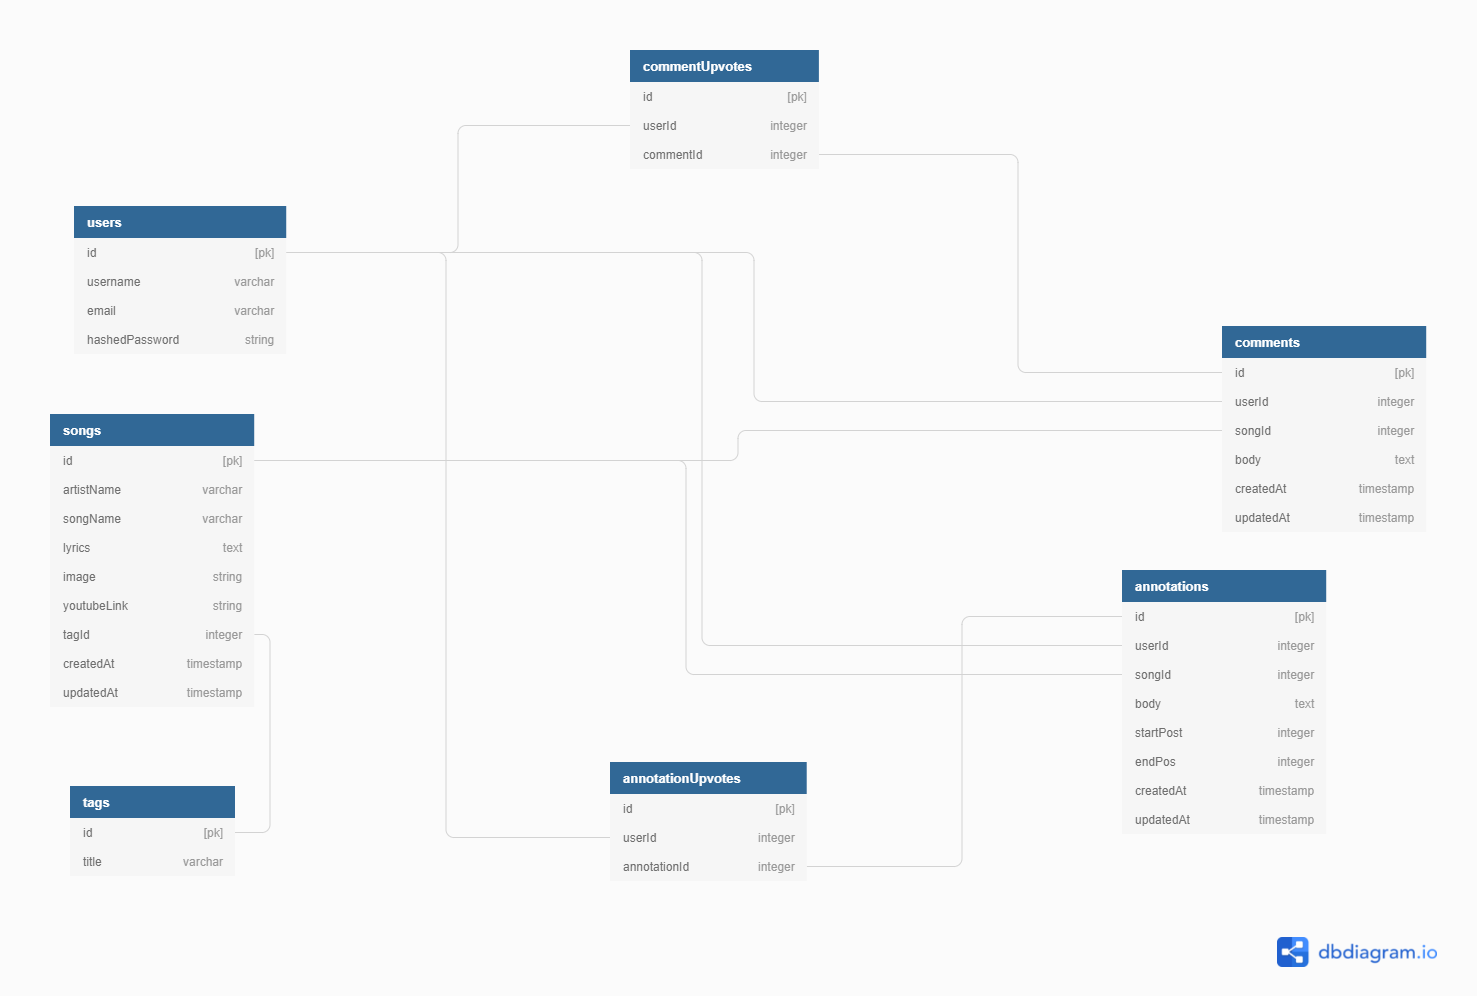 commentUpvotes
id [pk]
userId integer
commentId integer
users
id [pk]
username varchar
email varchar
hashedPassword string
comments
id [pk]
userId integer
songId integer
body text
createdAt timestamp
updatedAt timestamp
songs
id [pk]
artistName varchar
songName varchar
lyrics text
image string
youtubeLink string
tagId integer
createdAt timestamp
updatedAt timestamp
annotations
id [pk]
userId integer
songId integer
body text
startPost integer
endPos integer
createdAt timestamp
updatedAt timestamp
annotationUpvotes
id [pk]
userId integer
annotationId integer
tags
id [pk]
title varchar
dbdiagram.io